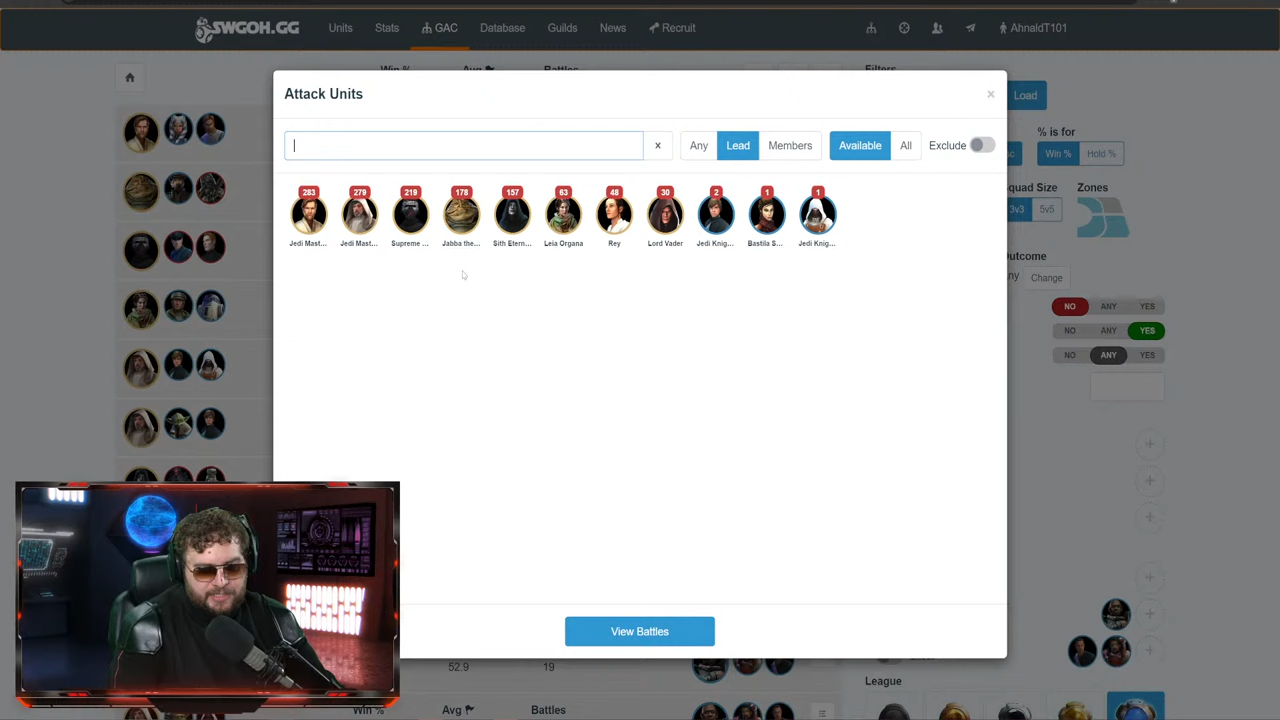 SWGOH.GG
Units
Stats
GAC
Database
Guilds
News
Recruit
AhnaldT101
Attack Units
×
x
Any
Lead
Members
Available
All
Exclude
283
279
219
178
157
63
48
30
2
1
1
Jedi Mast...
Jedi Mast...
Supreme ...
Jabba the...
Sith Etern...
Leia Organa
Rey
Lord Vader
Jedi Knig...
Bastila S...
Jedi Knig...
View Battles
Load
% is for
Win %
Hold %
Squad Size
Zones
3v3
5v5
Outcome
Change
NO ANY YES
NO ANY YES
NO ANY YES
52.9
19
League
Win %
Avg
Battles